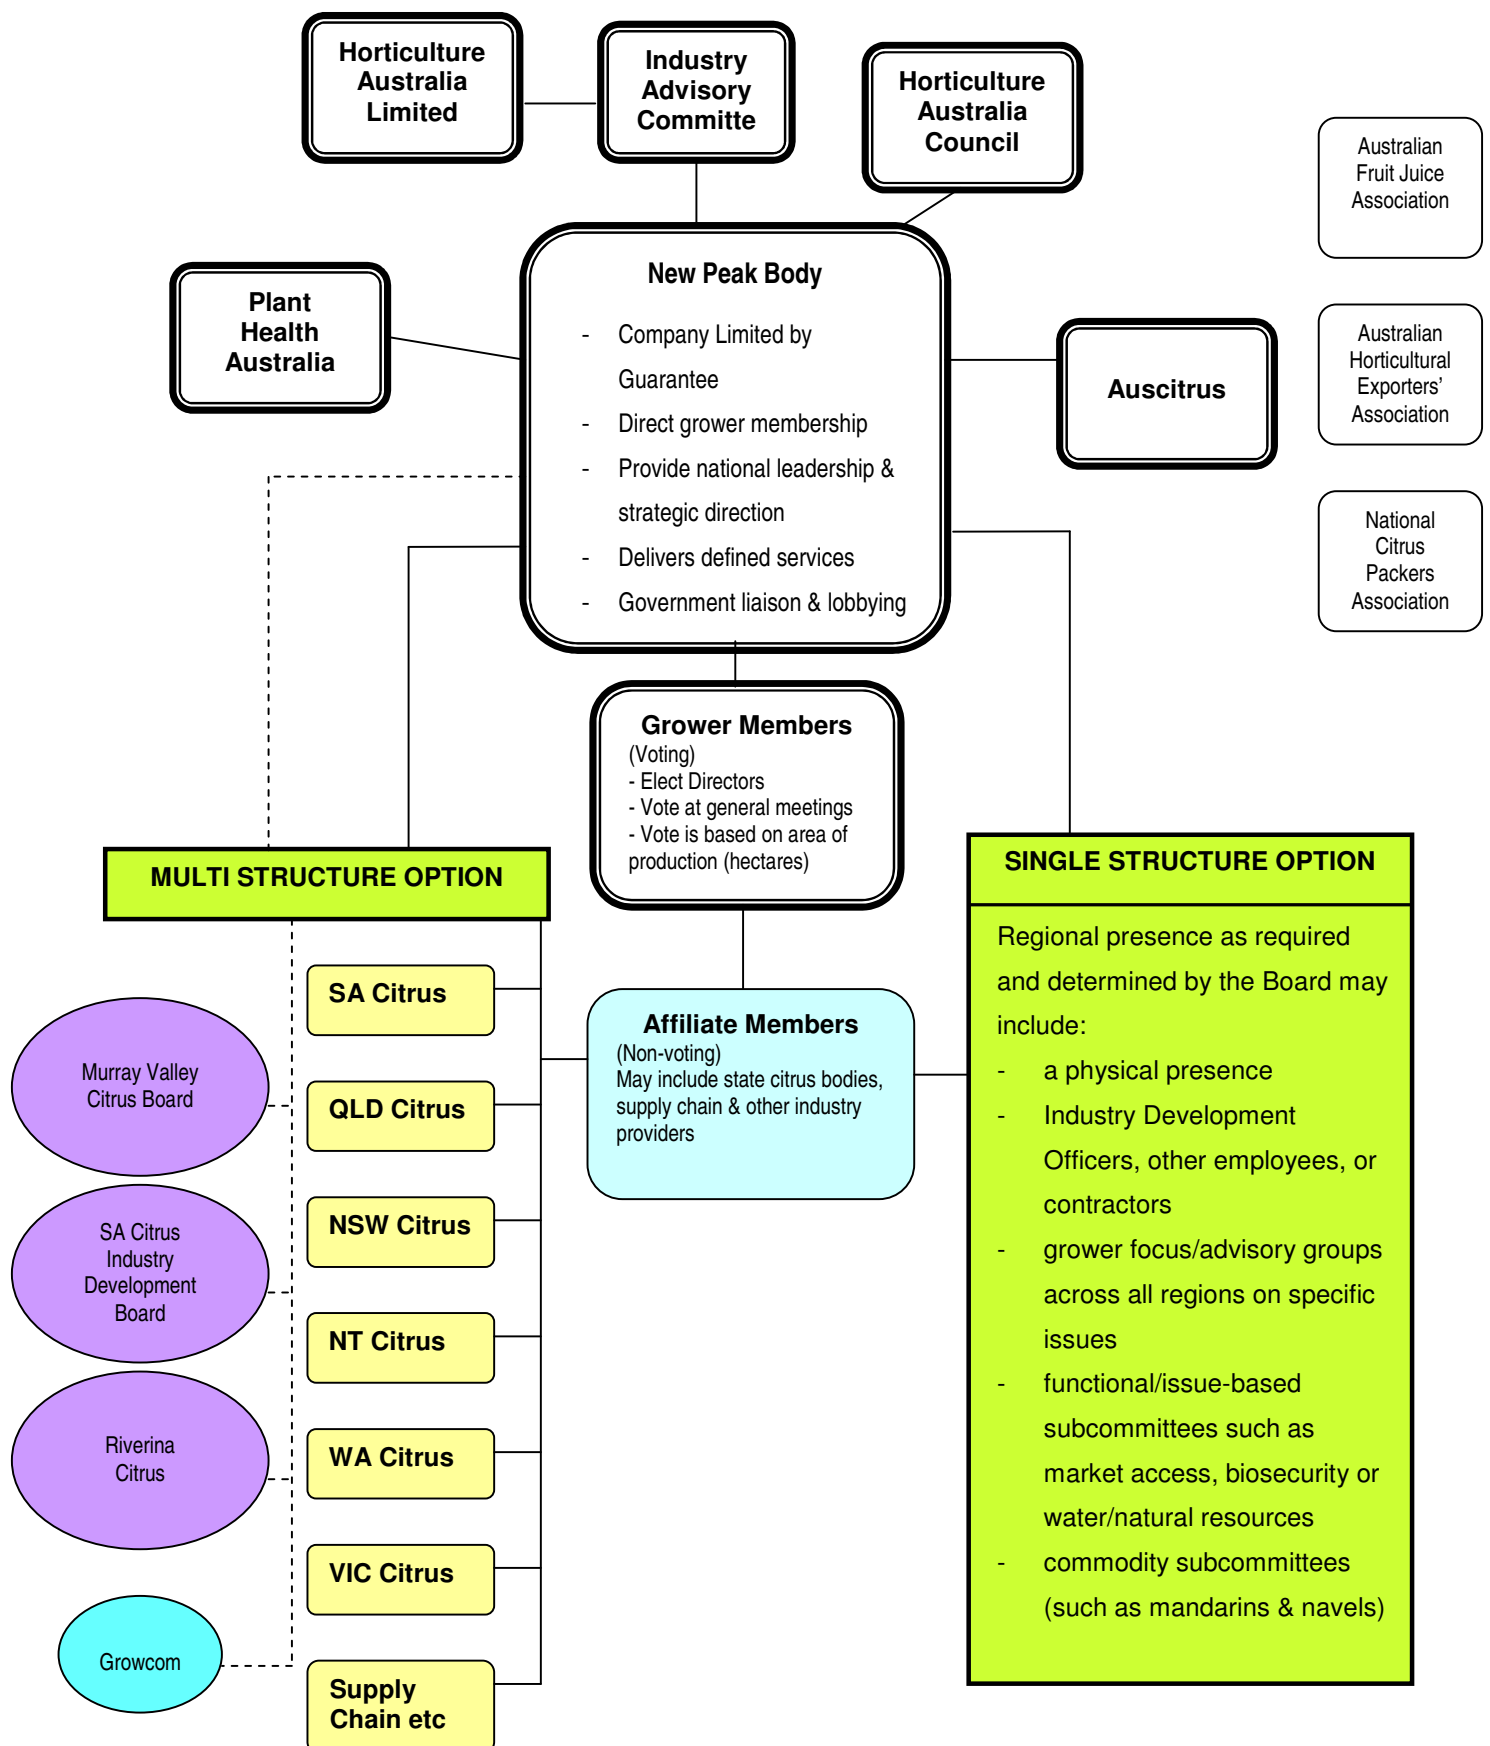 Horticulture
Australia
Limited
Industry
Advisory
Committe
Horticulture
Australia
Council
Australian
Fruit Juice
Association
Plant
Health
Australia
New Peak Body
- Company Limited by
Guarantee
- Direct grower membership
- Provide national leadership &
strategic direction
- Delivers defined services
- Government liaison & lobbying
Auscitrus
Australian
Horticultural
Exporters'
Association
National
Citrus
Packers
Association
Grower Members
(Voting)
- Elect Directors
- Vote at general meetings
- Vote is based on area of
production (hectares)
MULTI STRUCTURE OPTION
Murray Valley
Citrus Board
SA Citrus
Industry
Development
Board
Riverina
Citrus
Growcom
SA Citrus
QLD Citrus
NSW Citrus
NT Citrus
WA Citrus
VIC Citrus
Supply
Chain etc
Affiliate Members
(Non-voting)
May include state citrus bodies,
supply chain & other industry
providers
SINGLE STRUCTURE OPTION
Regional presence as required
and determined by the Board may
include:
- a physical presence
- Industry Development
Officers, other employees, or
contractors
- grower focus/advisory groups
across all regions on specific
issues
- functional/issue-based
subcommittees such as
market access, biosecurity or
water/natural resources
- commodity subcommittees
(such as mandarins & navels)